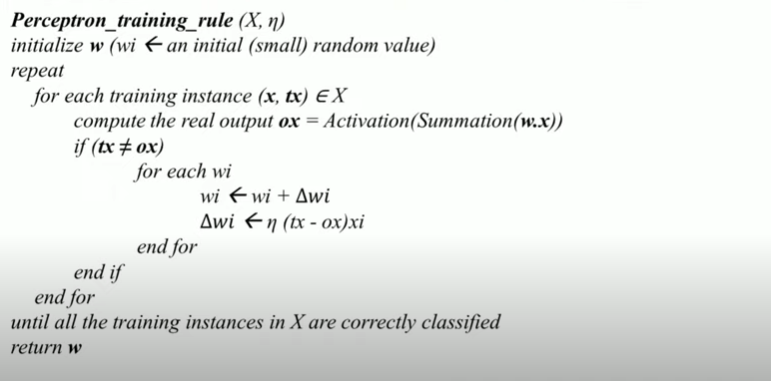 Perceptron_training_rule (X, η)
initialize w (wi ← an initial (small) random value)
repeat
for each training instance (x, tx) ∈ X
compute the real output ox = Activation(Summation(w.x))
if (tx ≠ ox)
for each wi
wi ← wi + Δwi
Δwi ← η (tx - ox)xi
end for
end if
end for
until all the training instances in X are correctly classified
return w